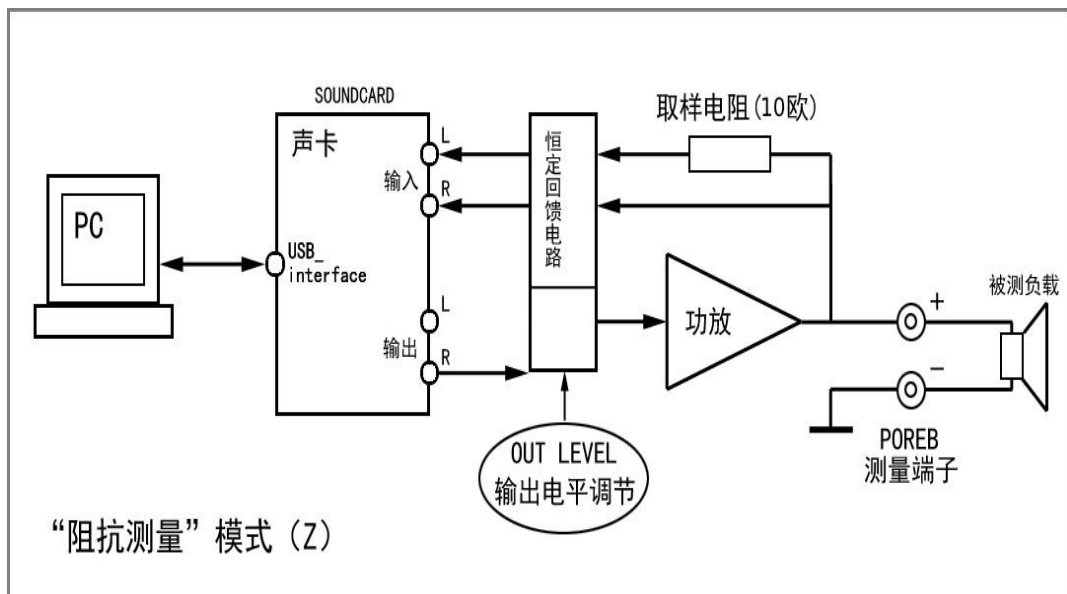 SOUNDCARD
声卡
L
输入
R
USB_
interface
L
输出
R
PC
恒定回馈电路
取样电阻(10欧)
功放
被测负载
+
-
POREB
测量端子
OUT LEVEL
输出电平调节
“阻抗测量”模式（Z）